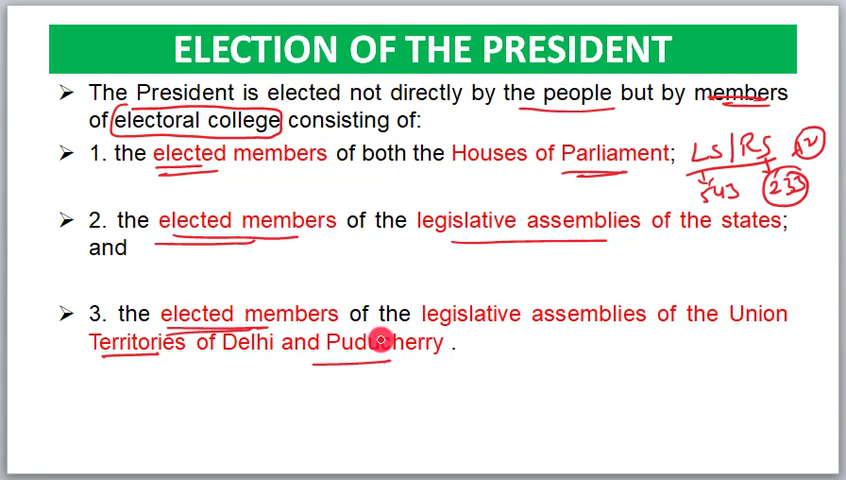 ELECTION OF THE PRESIDENT
➢ The President is elected not directly by the people but by members
of electoral college consisting of:
➢ 1. the elected members of both the Houses of Parliament; LS/RS 12
543 233
➢ 2. the elected members of the legislative assemblies of the states;
and
➢ 3. the elected members of the legislative assemblies of the Union
Territories of Delhi and Puducherry .